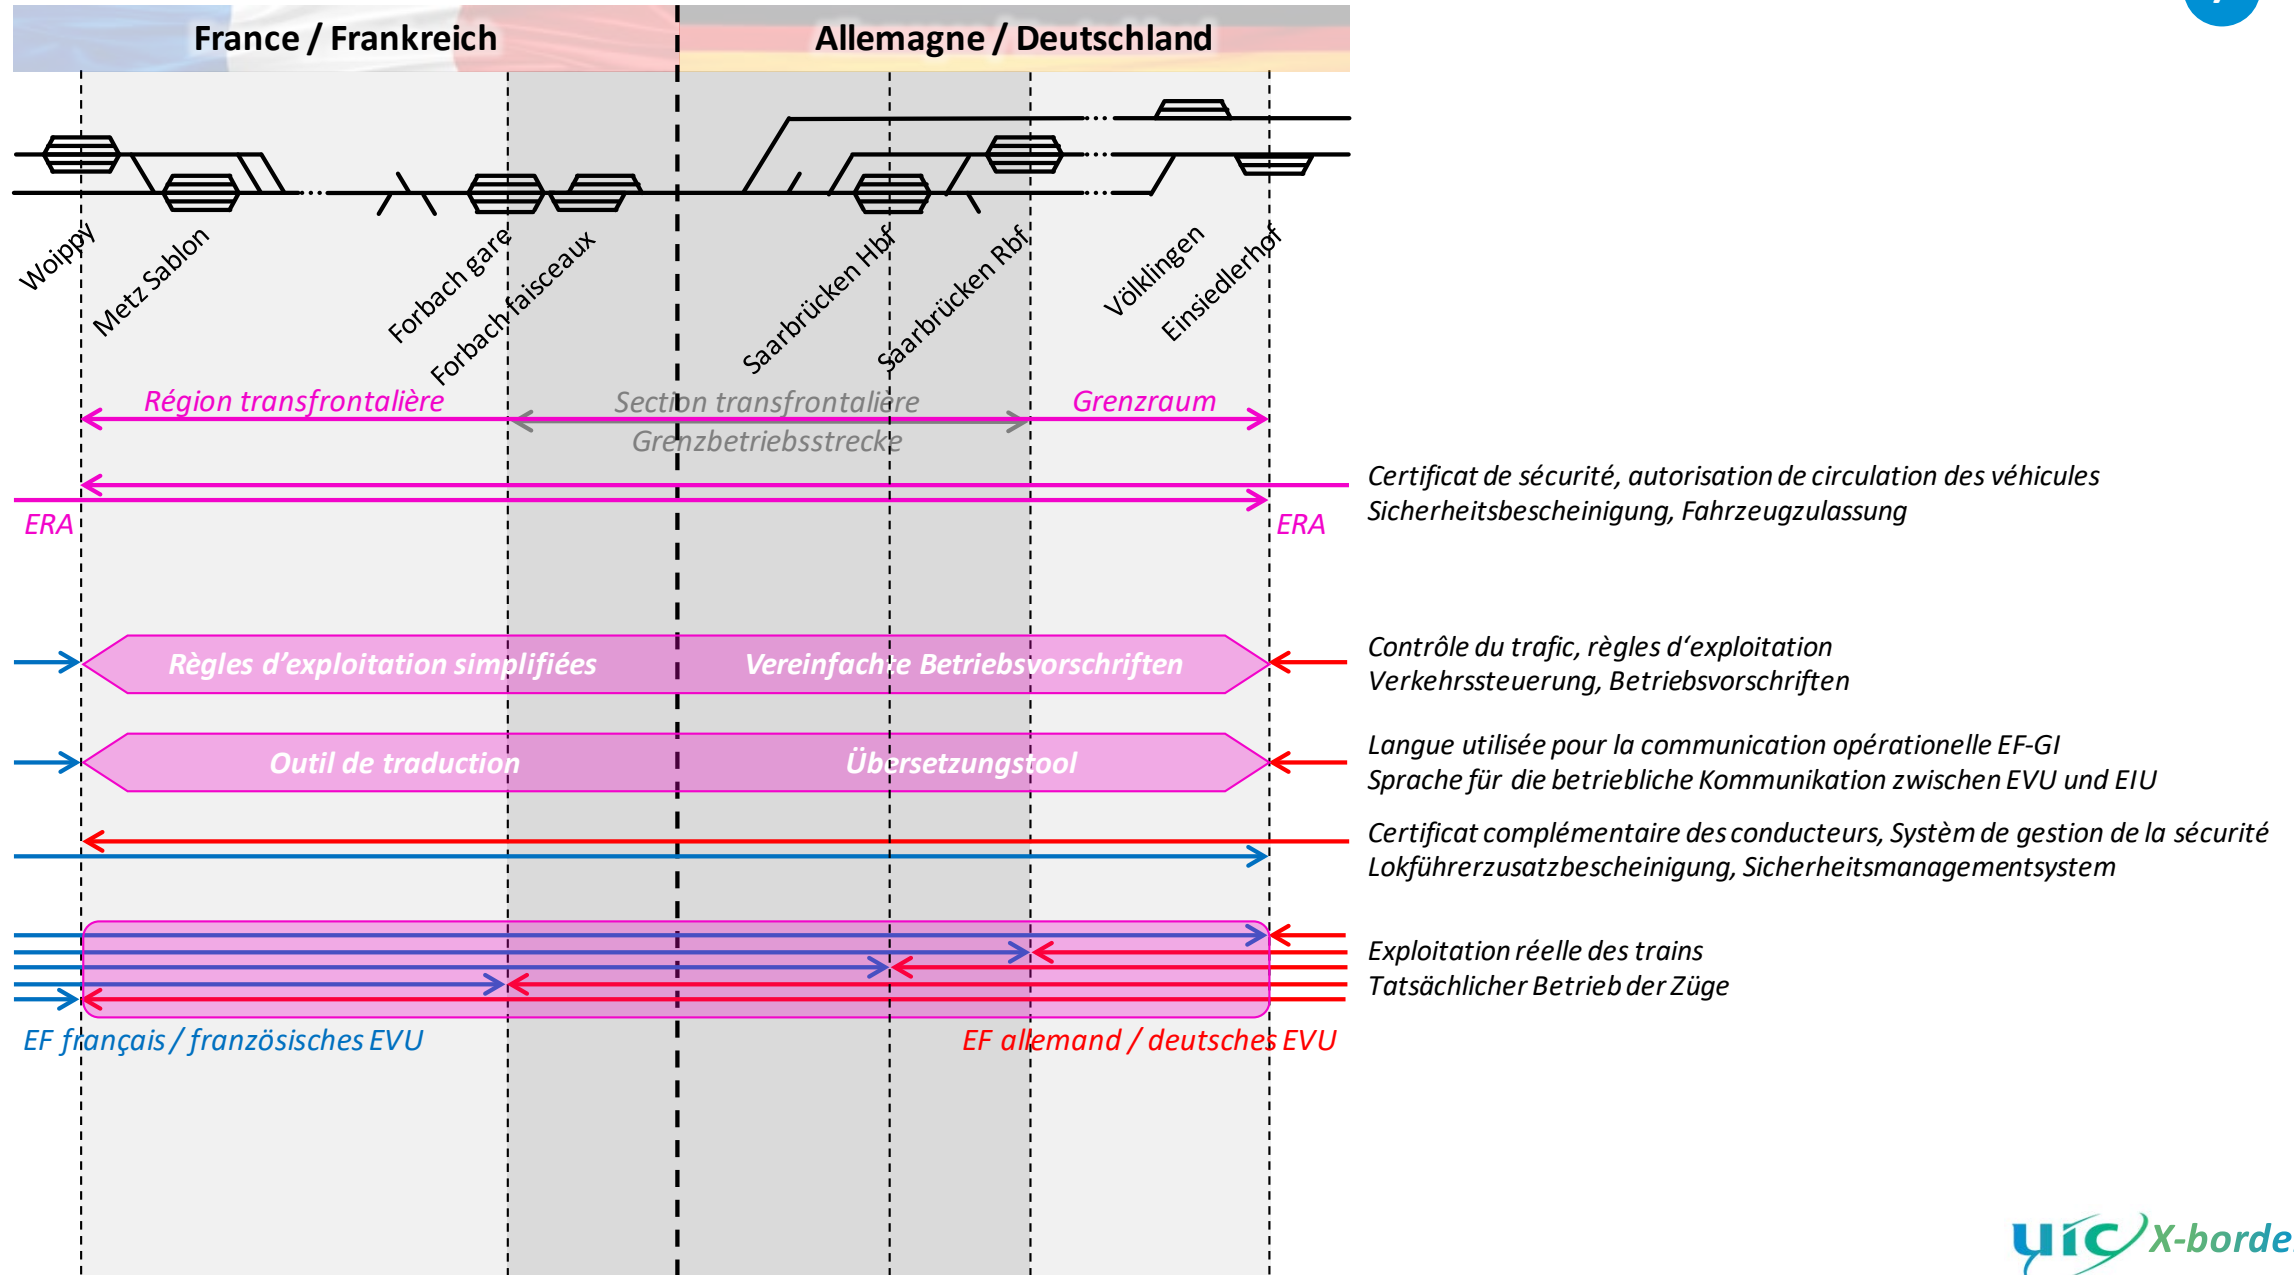 France / Frankreich
Allemagne / Deutschland
Woippy
Metz Sablon
Forbach gare
Forbach faisceaux
Saarbrücken Hbf
Saarbrücken Rbf
Völklingen
Einsiedlerhof
Région transfrontalière
Section transfrontalière
Grenzraum
Grenzbetriebsstrecke
Certificat de sécurité, autorisation de circulation des véhicules
Sicherheitsbescheinigung, Fahrzeugzulassung
ERA
ERA
Règles d'exploitation simplifiées
Vereinfachte Betriebsvorschriften
Contrôle du trafic, règles d‘exploitation
Verkehrssteuerung, Betriebsvorschriften
Outil de traduction
Übersetzungstool
Langue utilisée pour la communication opérationelle EF-GI
Sprache für die betriebliche Kommunikation zwischen EVU und EIU
Certificat complémentaire des conducteurs, Systèm de gestion de la sécurité
Lokführerzusatzbescheinigung, Sicherheitsmanagementsystem
Exploitation réelle des trains
Tatsächlicher Betrieb der Züge
EF français / französisches EVU
EF allemand / deutsches EVU
uic X-borde